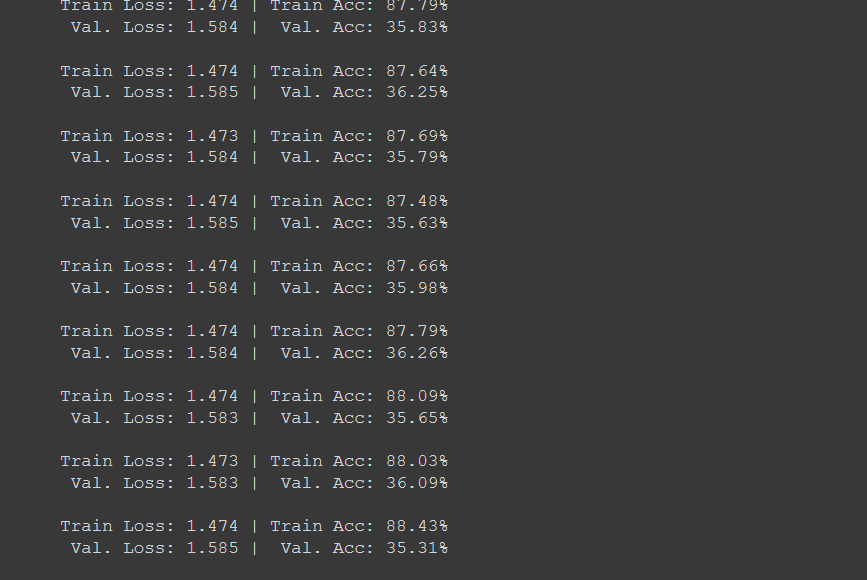 Train Loss: 1.474 | Train Acc: 87.79%
Val. Loss: 1.584 | Val. Acc: 35.83%
Train Loss: 1.474 | Train Acc: 87.64%
Val. Loss: 1.585 | Val. Acc: 36.25%
Train Loss: 1.473 | Train Acc: 87.69%
Val. Loss: 1.584 | Val. Acc: 35.79%
Train Loss: 1.474 | Train Acc: 87.48%
Val. Loss: 1.585 | Val. Acc: 35.63%
Train Loss: 1.474 | Train Acc: 87.66%
Val. Loss: 1.584 | Val. Acc: 35.98%
Train Loss: 1.474 | Train Acc: 87.79%
Val. Loss: 1.584 | Val. Acc: 36.26%
Train Loss: 1.474 | Train Acc: 88.09%
Val. Loss: 1.583 | Val. Acc: 35.65%
Train Loss: 1.473 | Train Acc: 88.03%
Val. Loss: 1.583 | Val. Acc: 36.09%
Train Loss: 1.474 | Train Acc: 88.43%
Val. Loss: 1.585 | Val. Acc: 35.31%